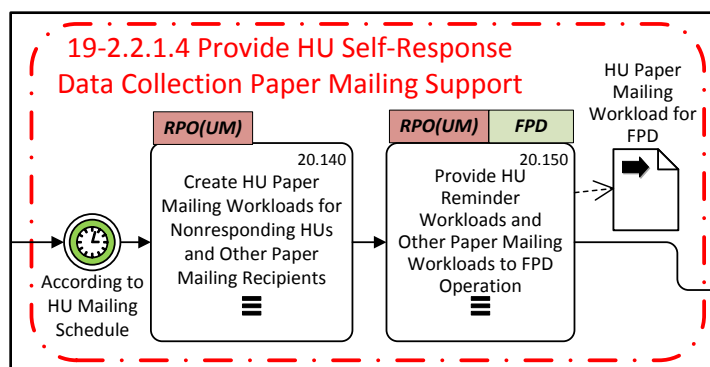 19-2.2.1.4 Provide HU Self-Response
Data Collection Paper Mailing Support
HU Paper
Mailing
Workload for
FPD
RPO(UM)
RPO(UM)
FPD
20.140
Create HU Paper
Mailing Workloads for
Nonresponding HUs
and Other Paper
Mailing Recipients
20.150
Provide HU
Reminder
Workloads and
Other Paper Mailing
Workloads to FPD
Operation
According to
HU Mailing
Schedule